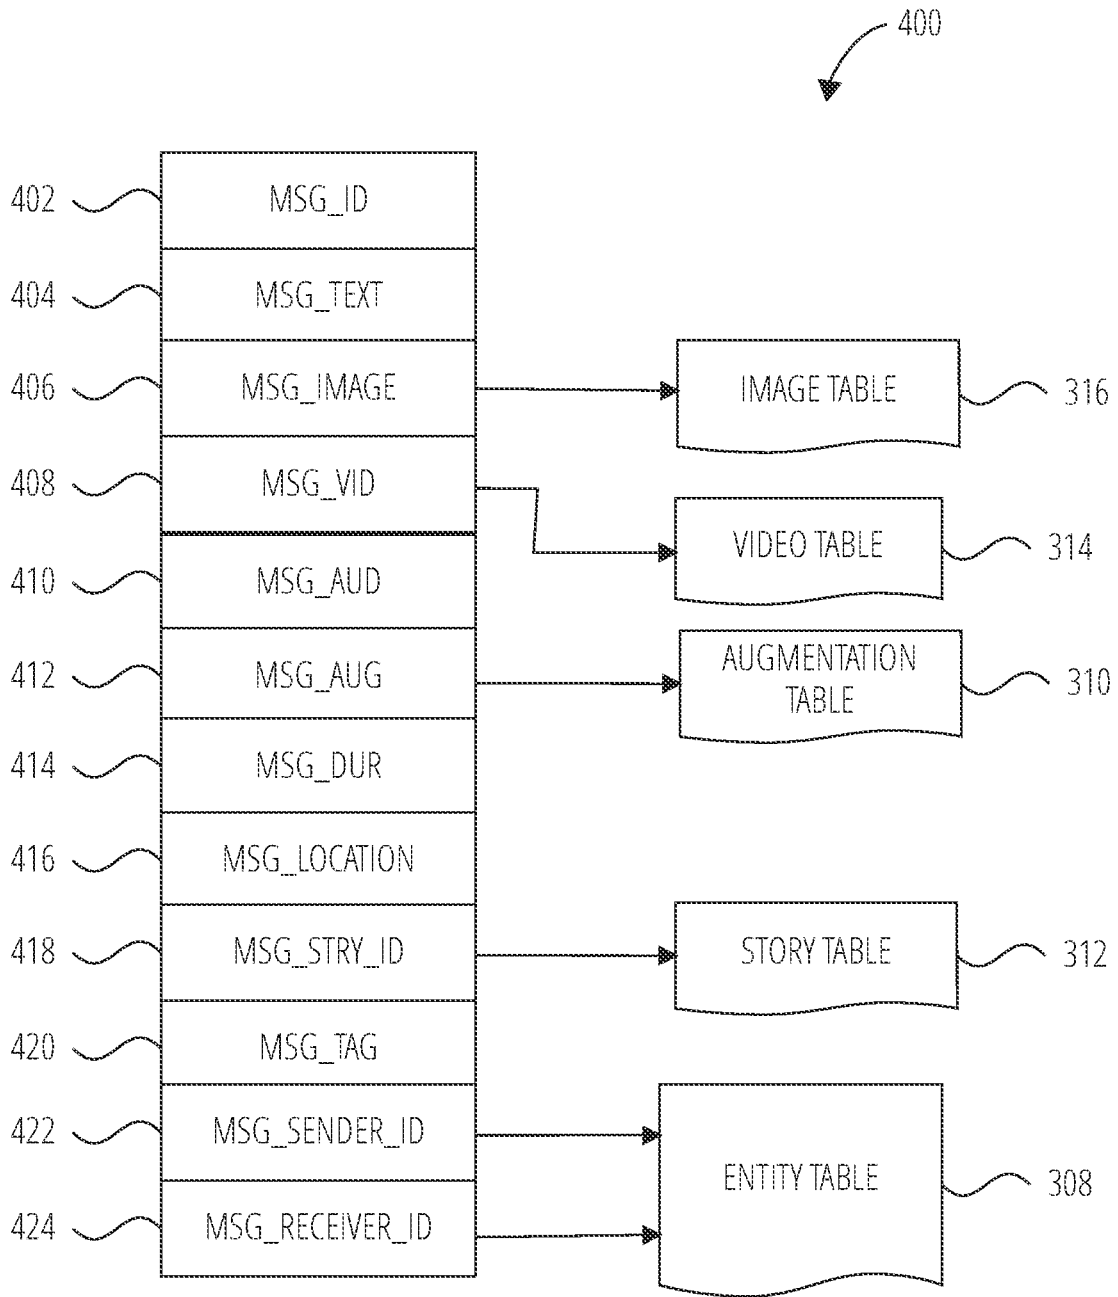 400
402 MSG_ID
404 MSG_TEXT
406 MSG_IMAGE IMAGE TABLE 316
408 MSG_VID VIDEO TABLE 314
410 MSG_AUD
412 MSG_AUG AUGMENTATION
TABLE 310
414 MSG_DUR
416 MSG_LOCATION
418 MSG_STRY_ID STORY TABLE 312
420 MSG_TAG
422 MSG_SENDER_ID
ENTITY TABLE 308
424 MSG_RECEIVER_ID